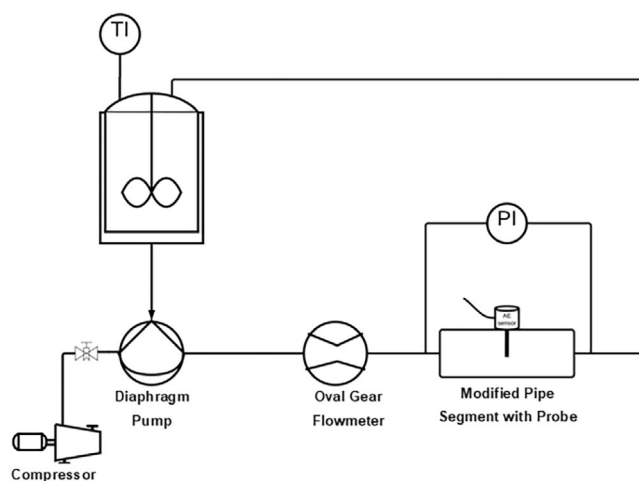 TI
PI
AE
sensor
Diaphragm
Pump
Oval Gear
Flowmeter
Modified Pipe
Segment with Probe
Compressor